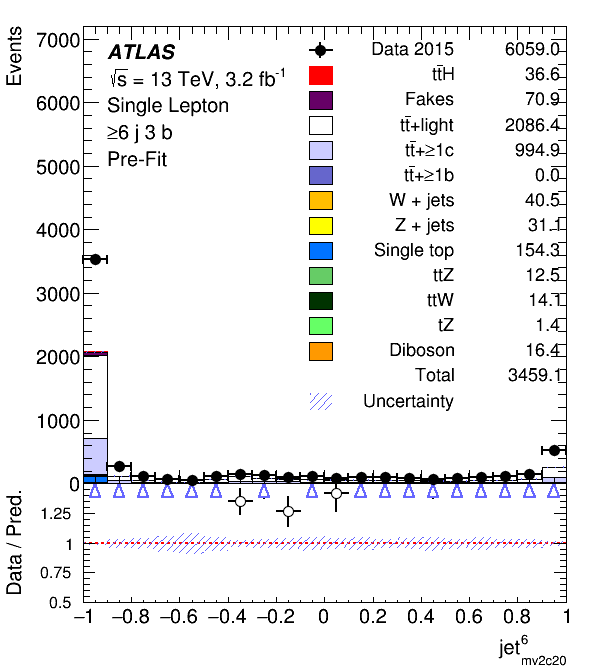 Events
7000
6000
5000
4000
3000
2000
1000
0
ATLAS
√s = 13 TeV, 3.2 fb⁻¹
Single Lepton
≥6 j 3 b
Pre-Fit
Data 2015 6059.0
tt̄H 36.6
Fakes 70.9
tt̄+light 2086.4
tt̄+≥1c 994.9
tt̄+≥1b 0.0
W + jets 40.5
Z + jets 31.1
Single top 154.3
ttZ 12.5
ttW 14.1
tZ 1.4
Diboson 16.4
Total 3459.1
Uncertainty
Data / Pred.
1.25
1
0.75
0.5
−1 −0.8 −0.6 −0.4 −0.2 0 0.2 0.4 0.6 0.8 1
jet⁶mv2c20